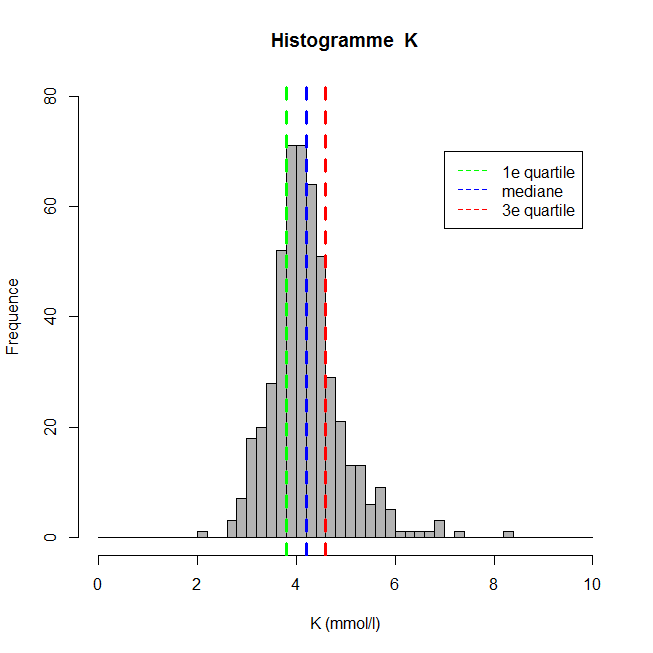 Histogramme  K
80
60
40
20
0
Frequence
1e quartile
mediane
3e quartile
0 2 4 6 8 10
K (mmol/l)